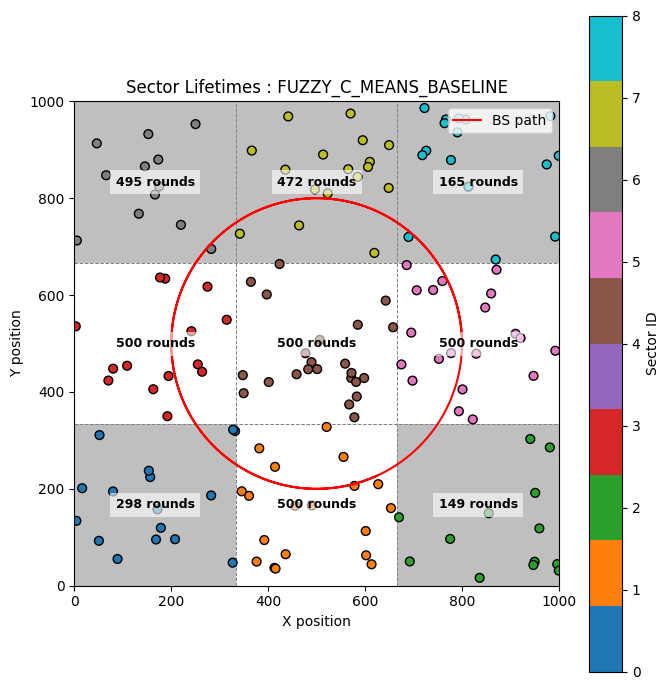 Sector Lifetimes : FUZZY_C_MEANS_BASELINE
BS path
495 rounds
472 rounds
165 rounds
500 rounds
500 rounds
500 rounds
298 rounds
500 rounds
149 rounds
1000
800
600
400
200
0
Y position
0
200
400
600
800
1000
X position
8
7
6
5
4
3
2
1
0
Sector ID